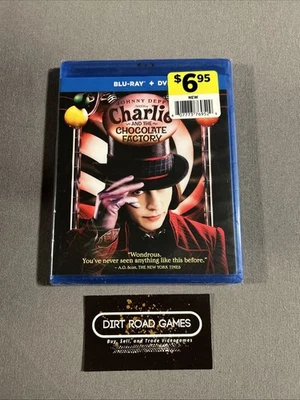 BLU-RAY + DV
$6.95
NEW
JOHNNY DEPP
Charlie
AND THE
CHOCOLATE
FACTORY
"Wondrous.
You've never seen anything like this before."
– A.O. Scott, THE NEW YORK TIMES
DIRT ROAD GAMES
Buy, Sell, and Trade videogames